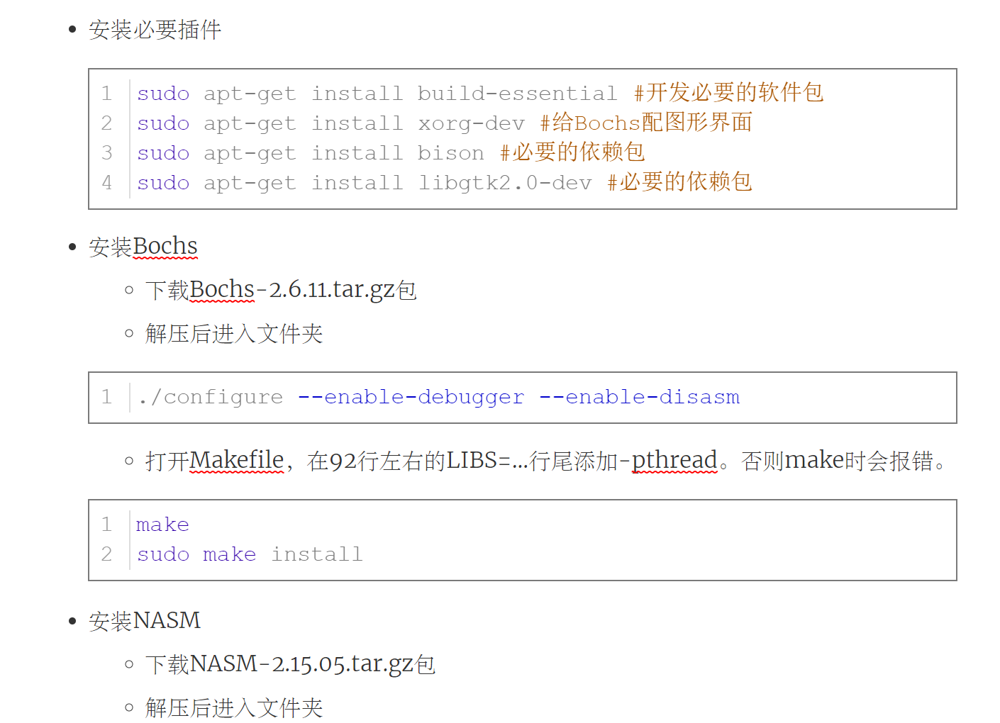 安装必要插件
1 sudo apt-get install build-essential #开发必要的软件包
2 sudo apt-get install xorg-dev #给Bochs配图形界面
3 sudo apt-get install bison #必要的依赖包
4 sudo apt-get install libgtk2.0-dev #必要的依赖包
安装Bochs
下载Bochs-2.6.11.tar.gz包
解压后进入文件夹
1 ./configure --enable-debugger --enable-disasm
打开Makefile，在92行左右的LIBS=...行尾添加-pthread。否则make时会报错。
1 make
2 sudo make install
安装NASM
下载NASM-2.15.05.tar.gz包
解压后进入文件夹